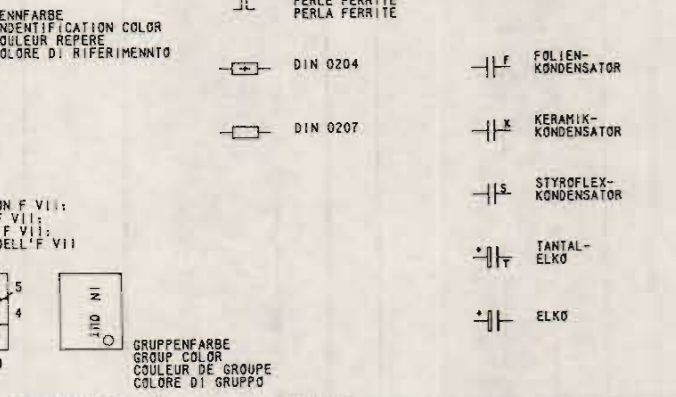 ENNFARBE
NDENTIFICATION COLOR
OULEUR REPERE
OLORE DI RIFERIMENNTO
PERLE FERRITE
PERLA FERRITE
DIN 0204
DIN 0207
F
FOLIEN-
KONDENSATOR
K
KERAMIK-
KONDENSATOR
S
STYROFLEX-
KONDENSATOR
+
T
TANTAL-
ELKO
+
ELKO
ON F VII:
F VII:
F VII:
DELL'F VII
5
4
IN
OUT
GRUPPENFARBE
GROUP COLOR
COULEUR DE GROUPE
COLORE DI GRUPPO